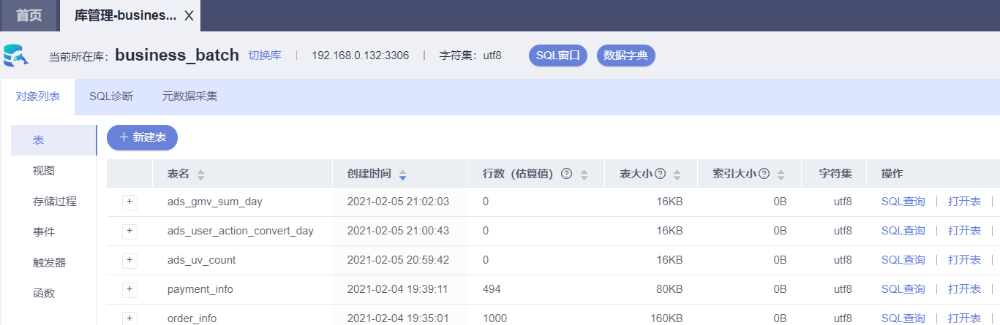 首页 库管理-busines... X
当前所在库: business_batch 切换库 | 192.168.0.132:3306 | 字符集: utf8 SQL窗口 数据字典
对象列表 SQL诊断 元数据采集
表
视图
存储过程
事件
触发器
函数
+ 新建表
表名 创建时间 行数 (估算值) ? 表大小 ? 索引大小 ? 字符集 操作
+ ads_gmv_sum_day 2021-02-05 21:02:03 0 16KB 0B utf8 SQL查询 | 打开表 |
+ ads_user_action_convert_day 2021-02-05 21:00:43 0 16KB 0B utf8 SQL查询 | 打开表 |
+ ads_uv_count 2021-02-05 20:59:42 0 16KB 0B utf8 SQL查询 | 打开表 |
+ payment_info 2021-02-04 19:39:11 494 80KB 0B utf8 SQL查询 | 打开表 |
+ order_info 2021-02-04 19:35:01 1000 160KB 0B utf8 SQL查询 | 打开表 |